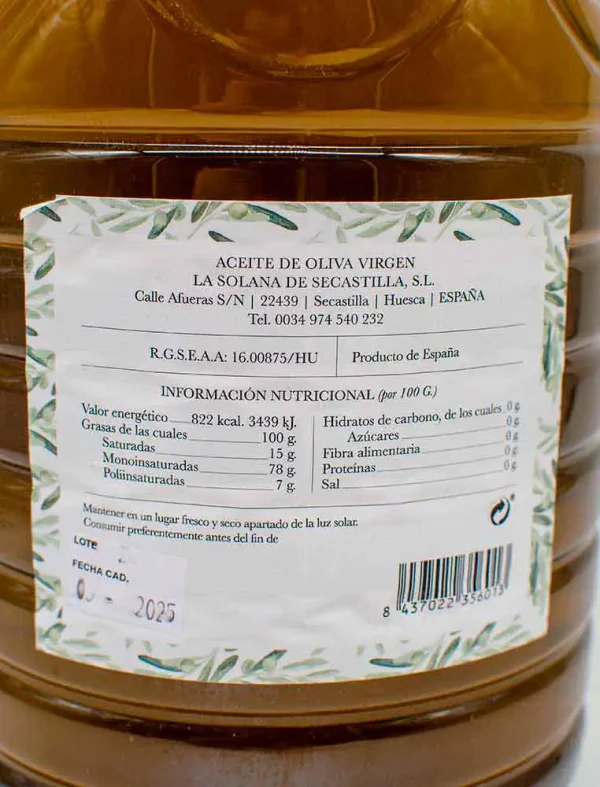 ACEITE DE OLIVA VIRGEN
LA SOLANA DE SECASTILLA, S.L.
Calle Afueras S/N | 22439 | Secastilla | Huesca | ESPAÑA
Tel. 0034 974 540 232
R.G.S.E.A.A: 16.00875/HU | Producto de España
INFORMACIÓN NUTRICIONAL (por 100 G.)
Valor energético 822 kcal. 3439 kJ.
Grasas de las cuales 100 g.
Saturadas 15 g.
Monoinsaturadas 78 g.
Poliinsaturadas 7 g.
Hidratos de carbono, de los cuales 0 g
Azúcares 0 g
Fibra alimentaria 0 g
Proteínas 0 g
Sal 0 g
Mantener en un lugar fresco y seco apartado de la luz solar.
Consumir preferentemente antes del fin de
LOTE
FECHA CAD.
2025
8 437022 356013